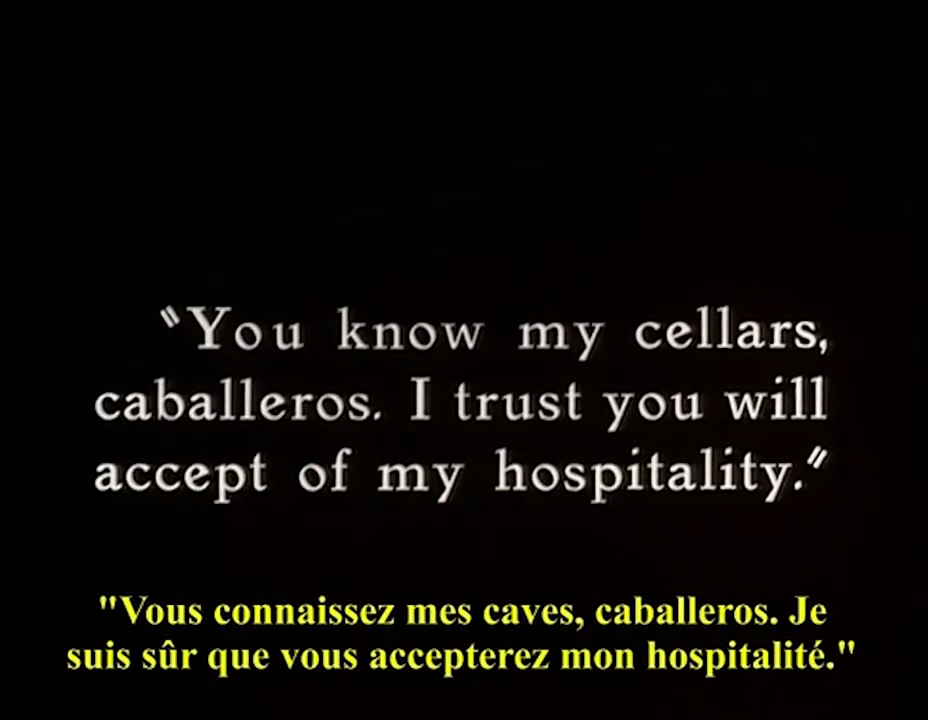 "You know my cellars,
caballeros. I trust you will
accept of my hospitality."
"Vous connaissez mes caves, caballeros. Je
suis sûr que vous accepterez mon hospitalité."